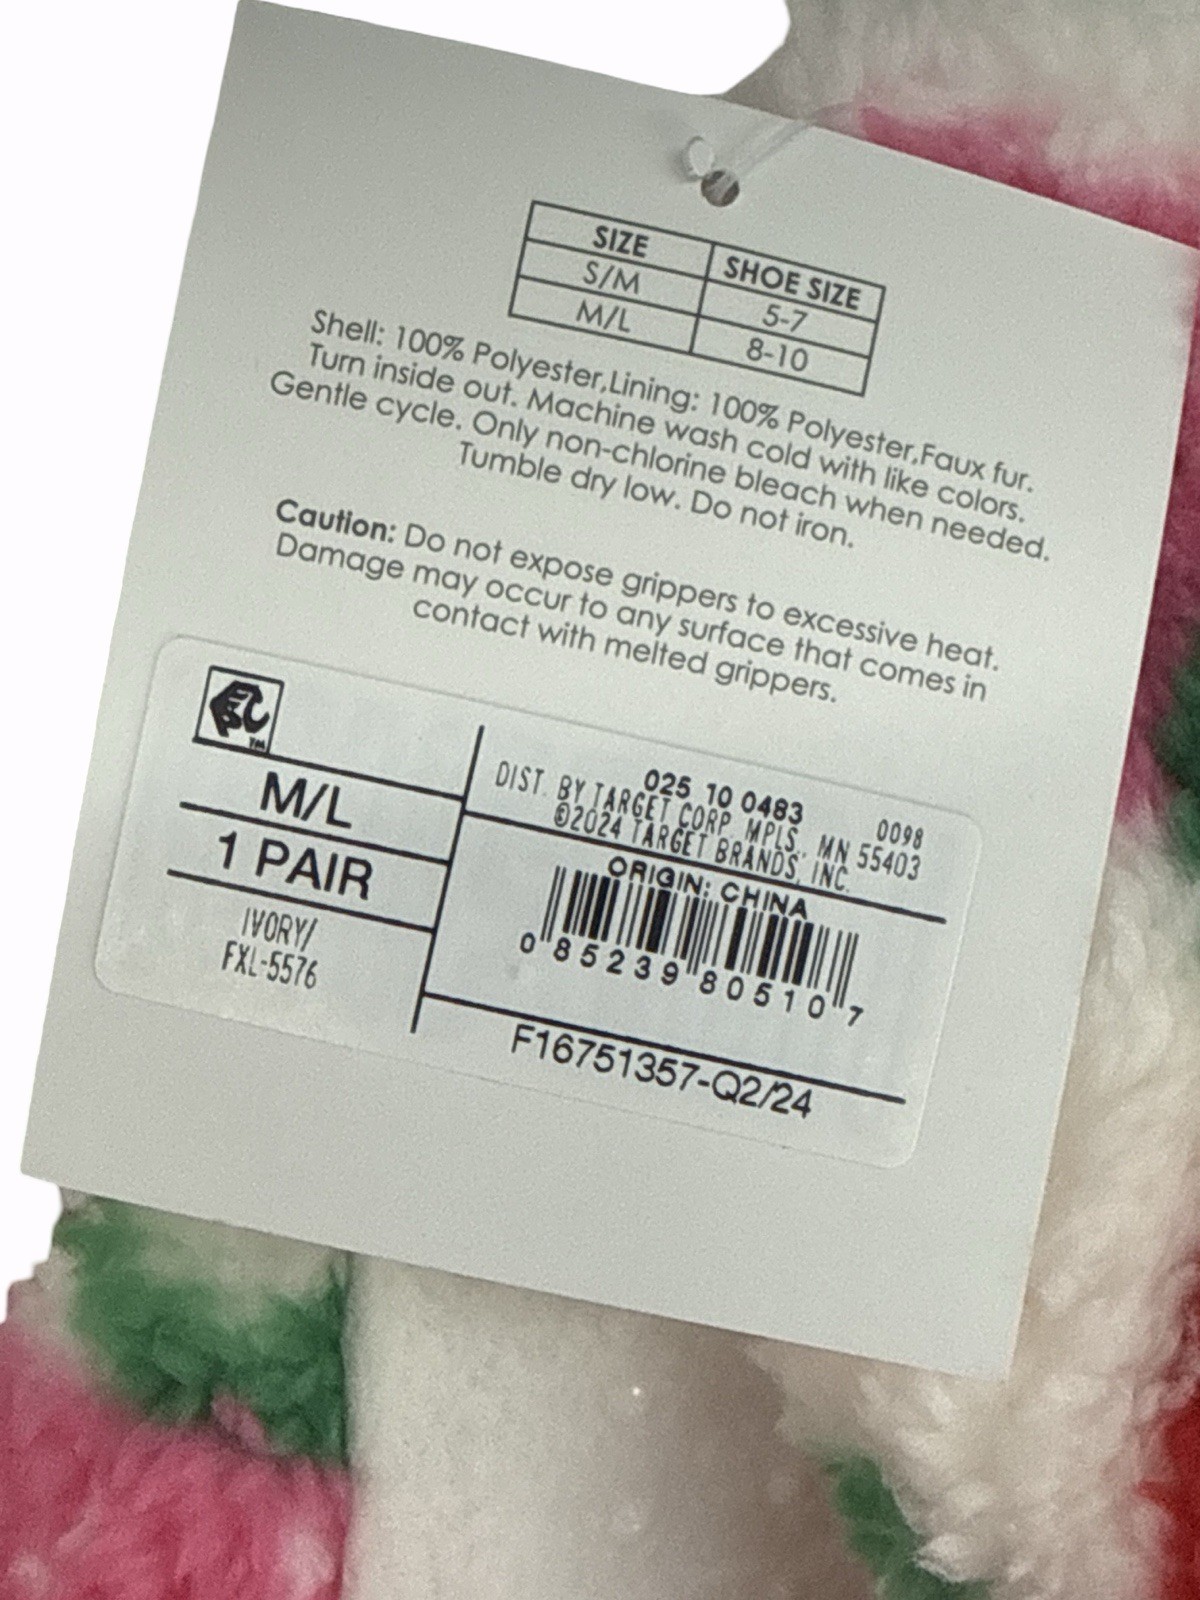 SIZE SHOE SIZE
S/M 5-7
M/L 8-10
Shell: 100% Polyester,Lining: 100% Polyester,Faux fur.
Turn inside out. Machine wash cold with like colors.
Gentle cycle. Only non-chlorine bleach when needed.
Tumble dry low. Do not iron.
Caution: Do not expose grippers to excessive heat.
Damage may occur to any surface that comes in
contact with melted grippers.
TM
M/L
1 PAIR
IVORY/
FXL-5576
025 10 0483 0098
DIST. BY TARGET CORP. MPLS., MN 55403
©2024 TARGET BRANDS, INC.
ORIGIN: CHINA
0 85239 80510 7
F16751357-Q2/24